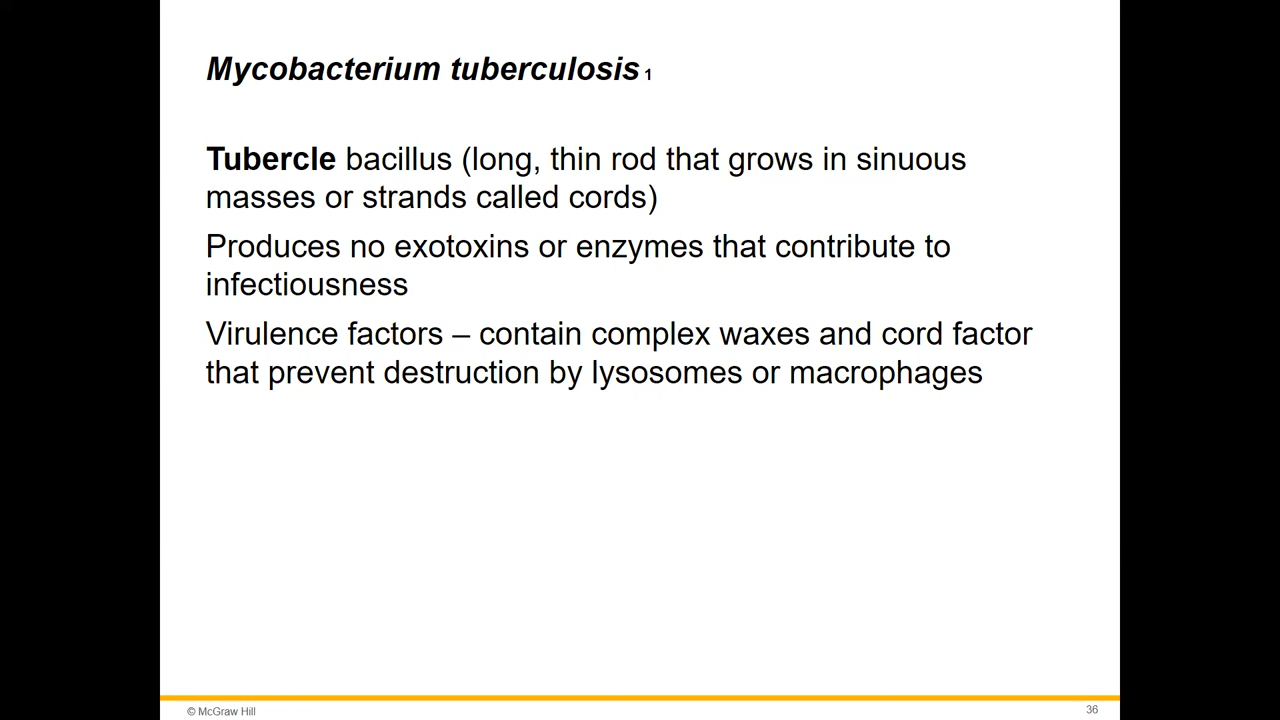 Mycobacterium tuberculosis 1
Tubercle bacillus (long, thin rod that grows in sinuous
masses or strands called cords)
Produces no exotoxins or enzymes that contribute to
infectiousness
Virulence factors – contain complex waxes and cord factor
that prevent destruction by lysosomes or macrophages
© McGraw Hill
36